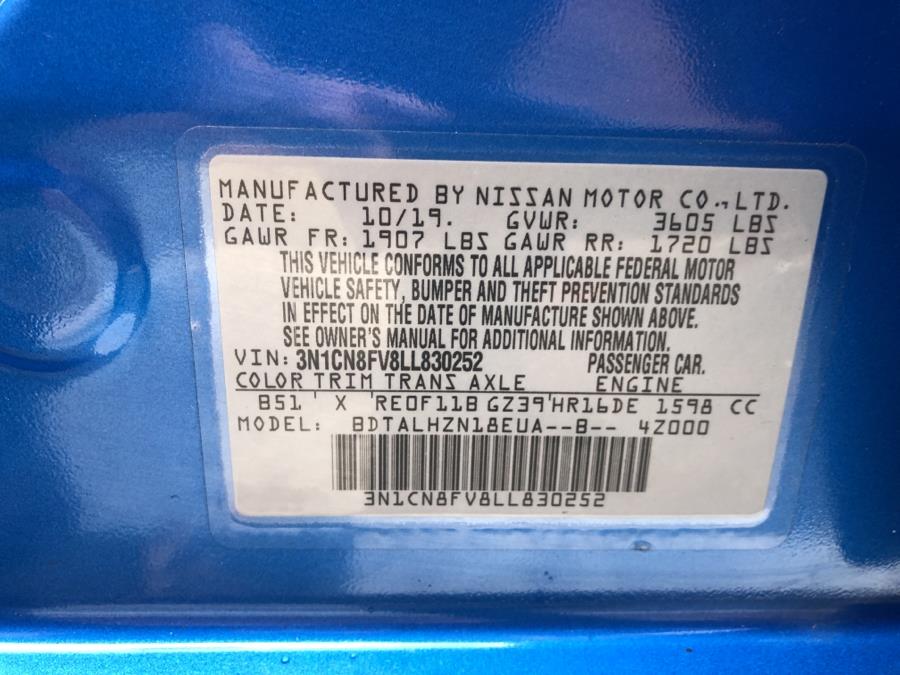 MANUFACTURED BY NISSAN MOTOR CO., LTD.
DATE: 10/19. GVWR: 3605 LBS
GAWR FR: 1907 LBS GAWR RR: 1720 LBS
THIS VEHICLE CONFORMS TO ALL APPLICABLE FEDERAL MOTOR
VEHICLE SAFETY, BUMPER AND THEFT PREVENTION STANDARDS
IN EFFECT ON THE DATE OF MANUFACTURE SHOWN ABOVE.
SEE OWNER'S MANUAL FOR ADDITIONAL INFORMATION.
VIN: 3N1CN8FV8LL830252 PASSENGER CAR.
COLOR TRIM TRANS AXLE ENGINE
B51 X RE0F11B GZ39 HR16DE 1598 CC
MODEL: BDTALHZN18EUA--B-- 4Z000
3N1CN8FV8LL830252